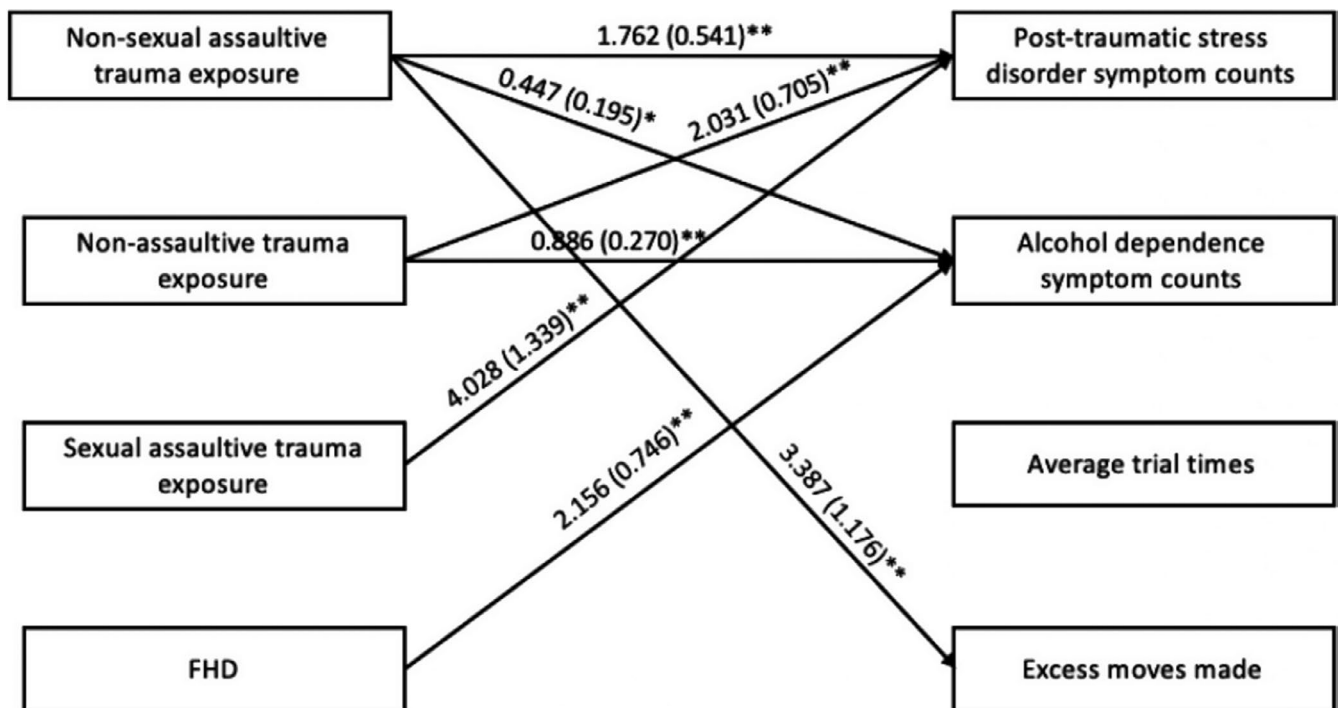 Non-sexual assaultive
trauma exposure
1.762 (0.541)**
Post-traumatic stress
disorder symptom counts
0.447 (0.195)*
2.031 (0.705)**
Non-assaultive trauma
exposure
0.886 (0.270)**
Alcohol dependence
symptom counts
4.028 (1.339)**
Sexual assaultive trauma
exposure
2.156 (0.746)**
3.387 (1.176)**
Average trial times
FHD
Excess moves made